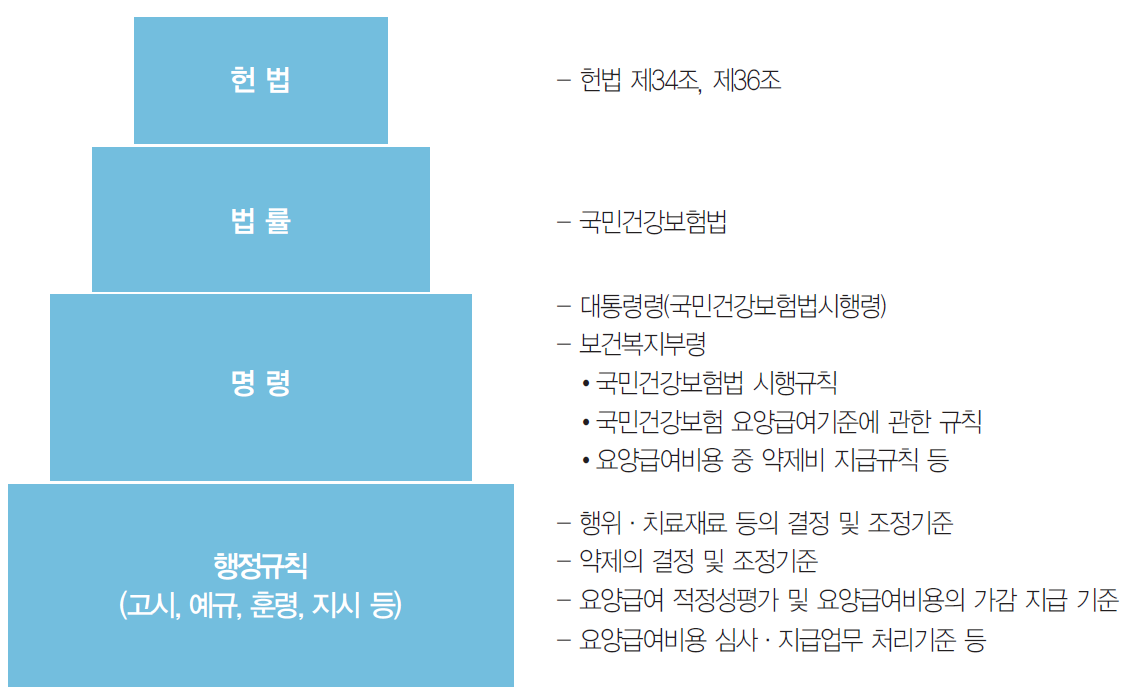 헌 법
– 헌법 제34조, 제36조
법 률
– 국민건강보험법
명 령
– 대통령령(국민건강보험법시행령)
– 보건복지부령
• 국민건강보험법 시행규칙
• 국민건강보험 요양급여기준에 관한 규칙
• 요양급여비용 중 약제비 지급규칙 등
행정규칙
(고시, 예규, 훈령, 지시 등)
– 행위 · 치료재료 등의 결정 및 조정기준
– 약제의 결정 및 조정기준
– 요양급여 적정성평가 및 요양급여비용의 가감 지급 기준
– 요양급여비용 심사 · 지급업무 처리기준 등